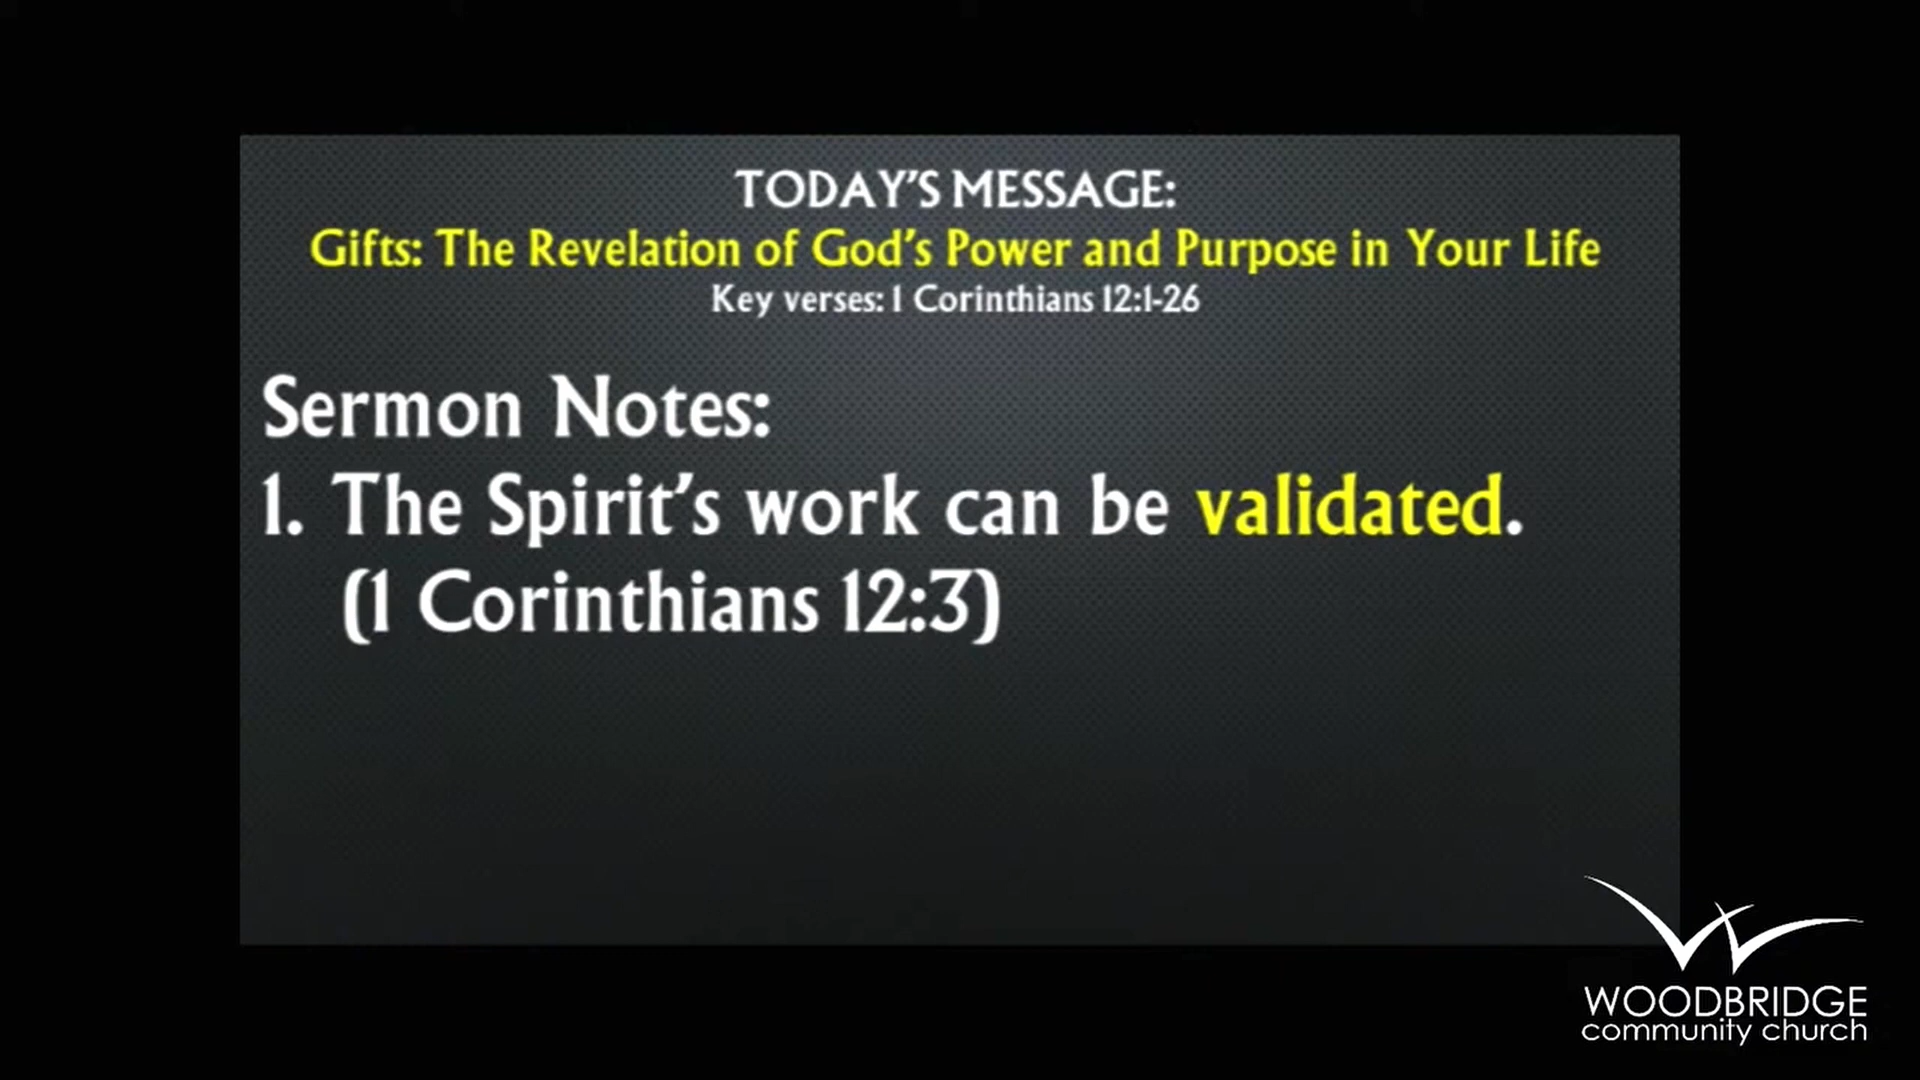 TODAY'S MESSAGE:
Gifts: The Revelation of God's Power and Purpose in Your Life
Key verses: 1 Corinthians 12:1-26
Sermon Notes:
1. The Spirit's work can be validated.
(1 Corinthians 12:3)
WOODBRIDGE
community church